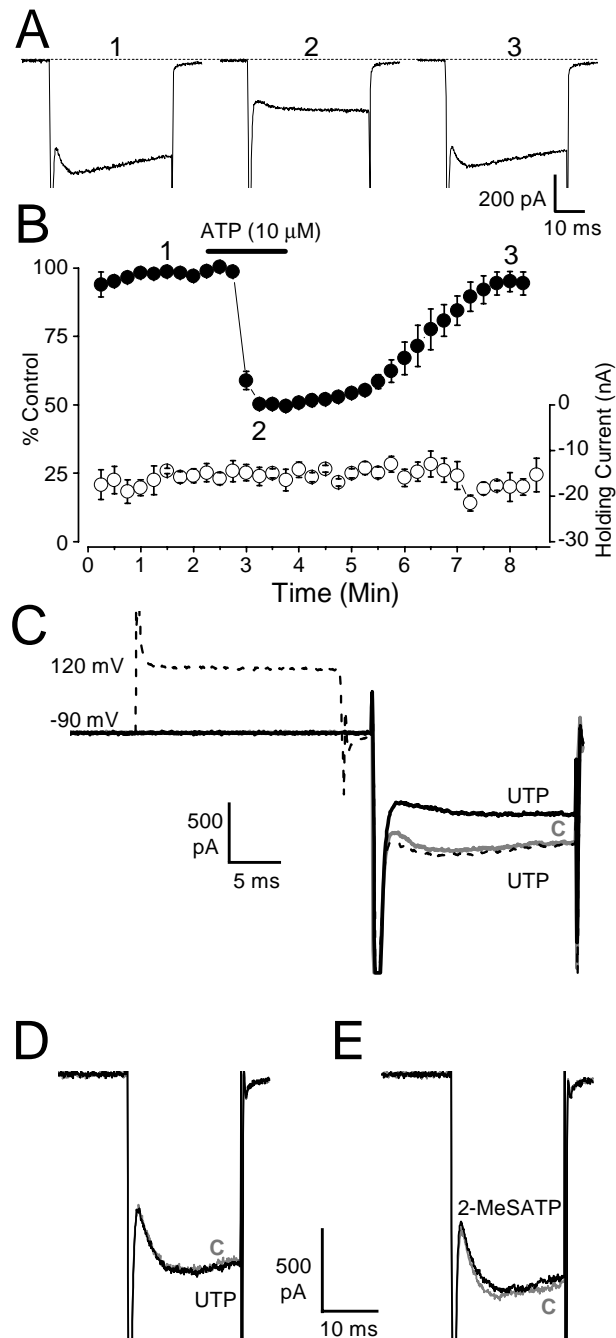 A
1 2 3
200 pA
10 ms
B
ATP (10 µM)
1 3
100
75
50
25
0
% Control
2
0
-10
-20
-30
Holding Current (nA)
0 1 2 3 4 5 6 7 8
Time (Min)
C
120 mV
-90 mV
UTP
C
UTP
500
pA
5 ms
D E
2-MeSATP
C
UTP
C
500
pA
10 ms